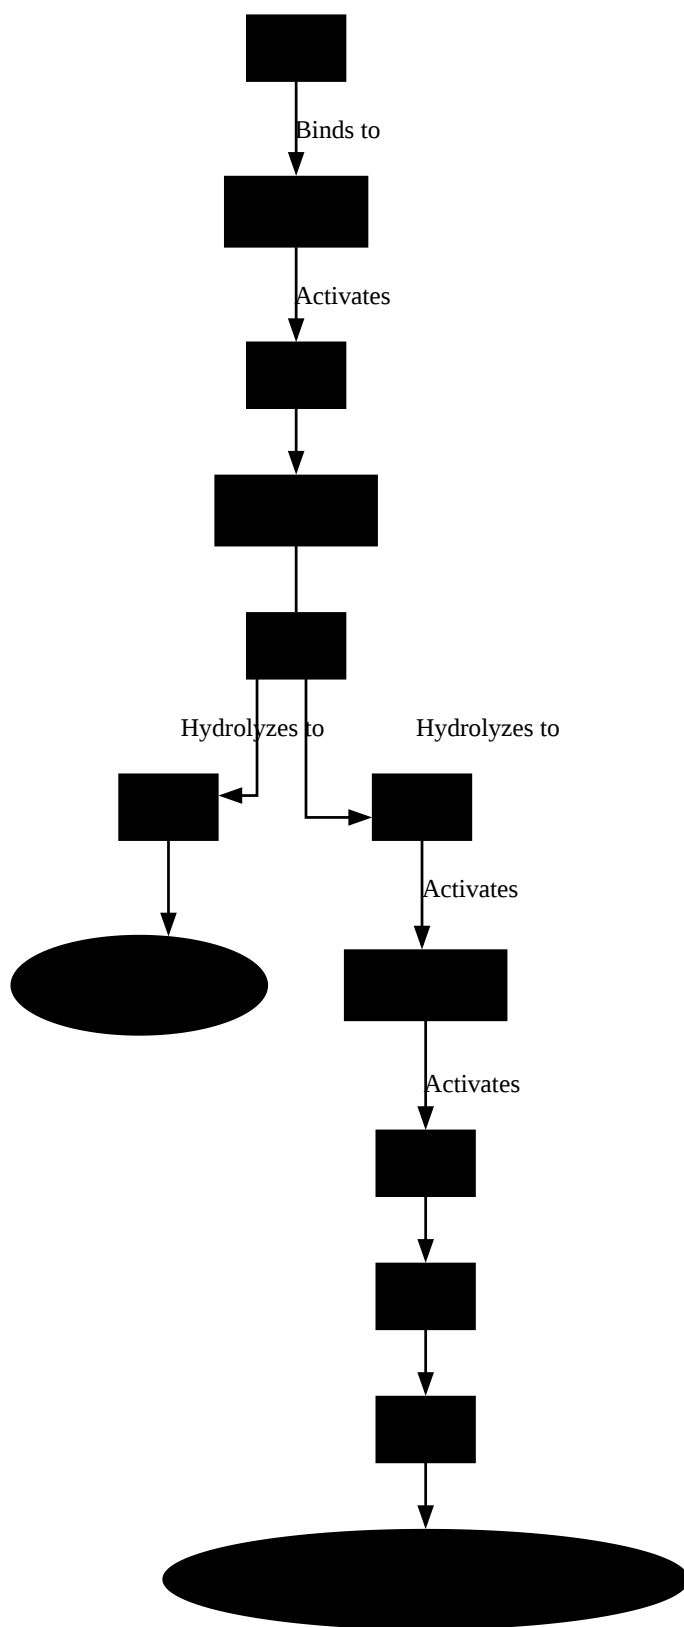 Binds to
Activates
Hydrolyzes to
Hydrolyzes to
Activates
Activates